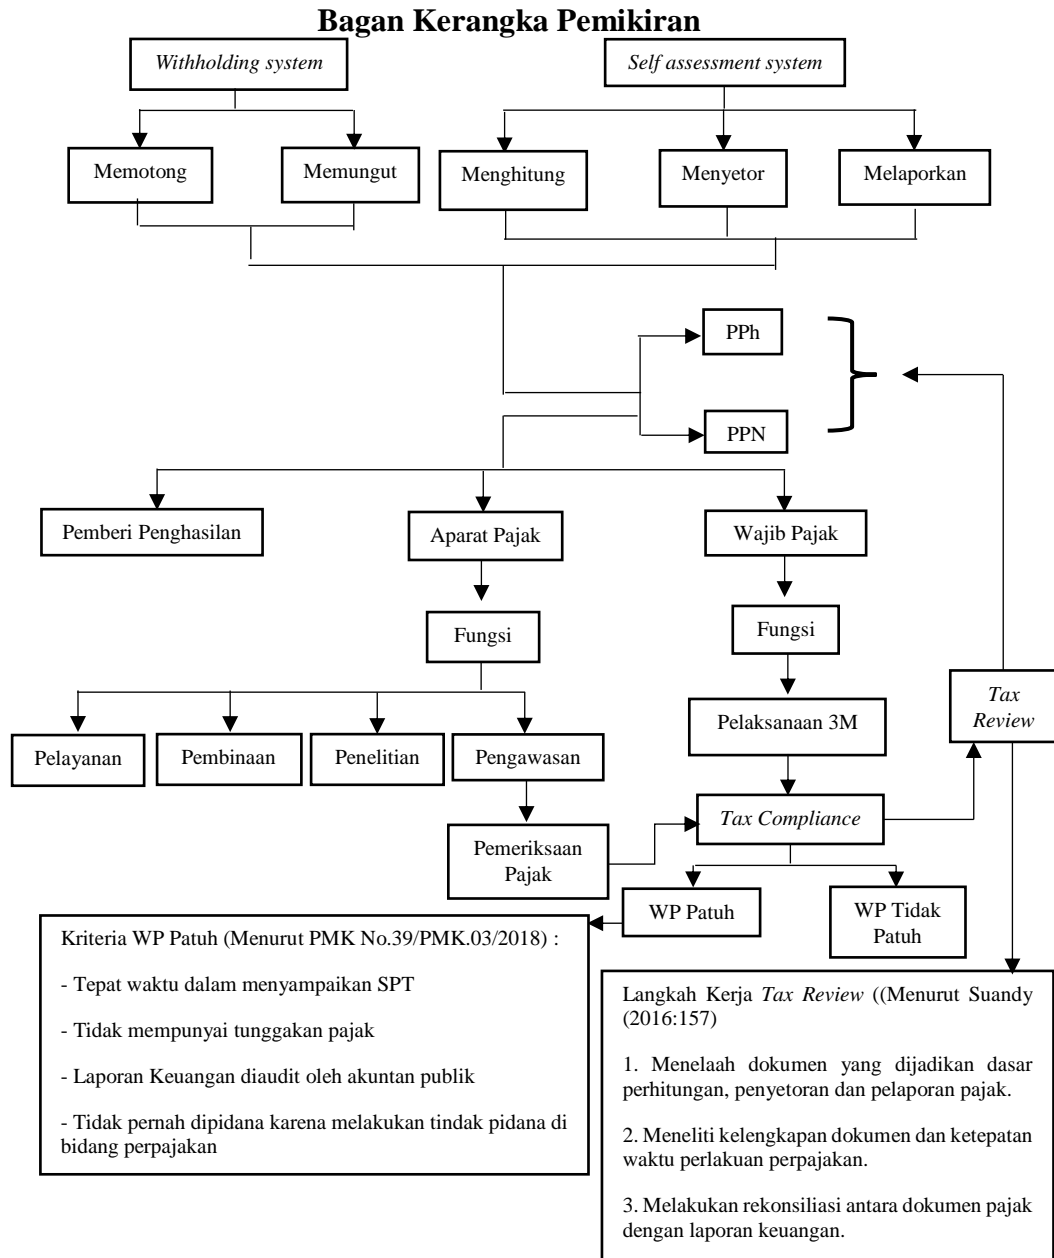 Bagan Kerangka Pemikiran
Withholding system
Self assessment system
Memotong
Memungut
Menghitung
Menyetor
Melaporkan
PPh
PPN
Pemberi Penghasilan
Aparat Pajak
Wajib Pajak
Fungsi
Fungsi
Tax
Review
Pelaksanaan 3M
Pelayanan
Pembinaan
Penelitian
Pengawasan
Tax Compliance
Pemeriksaan
Pajak
WP Patuh
WP Tidak
Patuh
Kriteria WP Patuh (Menurut PMK No.39/PMK.03/2018) :
- Tepat waktu dalam menyampaikan SPT
- Tidak mempunyai tunggakan pajak
- Laporan Keuangan diaudit oleh akuntan publik
- Tidak pernah dipidana karena melakukan tindak pidana di
bidang perpajakan
Langkah Kerja Tax Review ((Menurut Suandy
(2016:157)
1. Menelaah dokumen yang dijadikan dasar
perhitungan, penyetoran dan pelaporan pajak.
2. Meneliti kelengkapan dokumen dan ketepatan
waktu perlakuan perpajakan.
3. Melakukan rekonsiliasi antara dokumen pajak
dengan laporan keuangan.